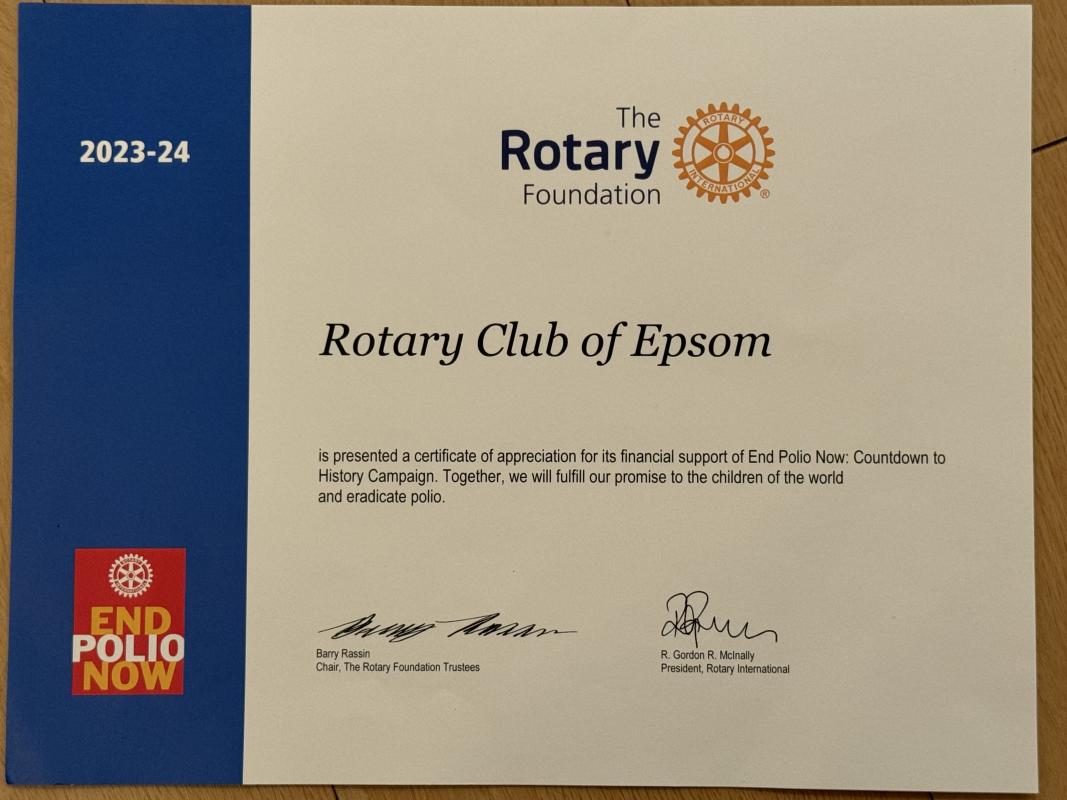 2023-24
The
Rotary
Foundation
ROTARY
INTERNATIONAL
®
Rotary Club of Epsom
is presented a certificate of appreciation for its financial support of End Polio Now: Countdown to
History Campaign. Together, we will fulfill our promise to the children of the world
and eradicate polio.
Barry Rassin
Chair, The Rotary Foundation Trustees
R. Gordon R. McInally
President, Rotary International
END
POLIO
NOW